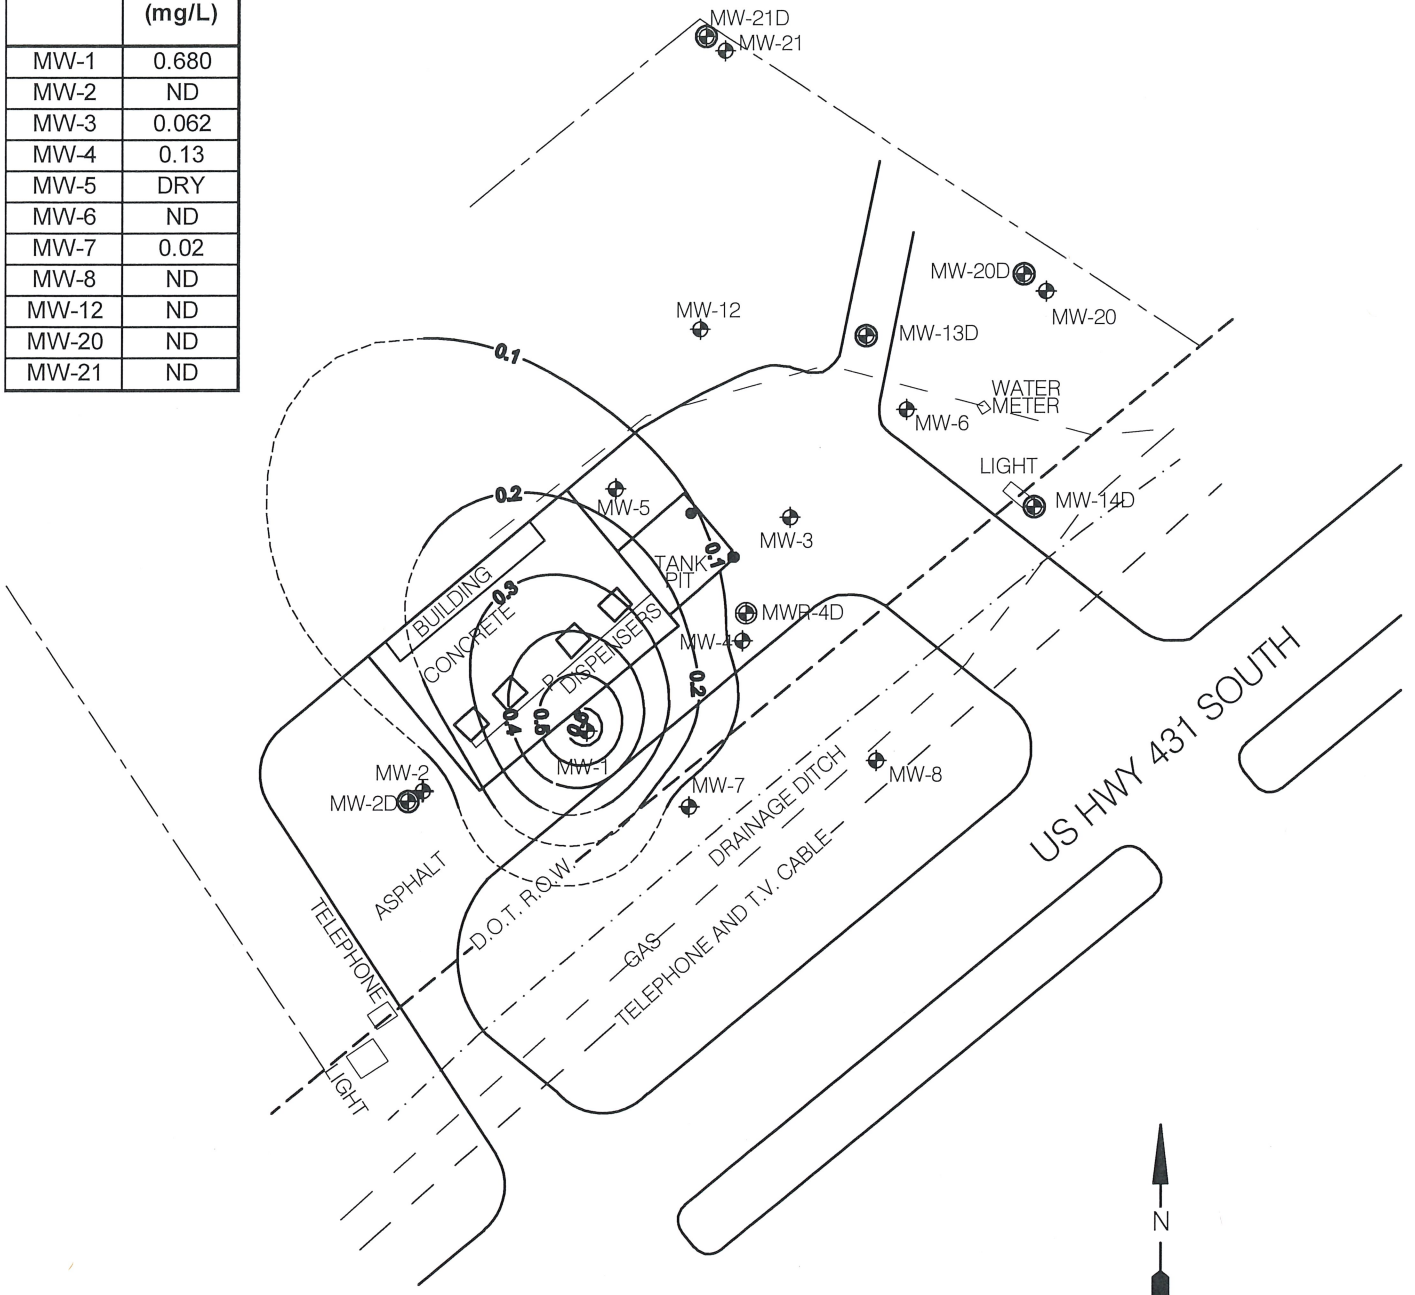 (mg/L)
MW-1 0.680
MW-2 ND
MW-3 0.062
MW-4 0.13
MW-5 DRY
MW-6 ND
MW-7 0.02
MW-8 ND
MW-12 ND
MW-20 ND
MW-21 ND
MW-21D
MW-21
MW-20D
MW-20
MW-12
MW-13D
0.1
WATER
METER
MW-6
LIGHT
0.2
MW-5
MW-14D
MW-3
0.1
TANK
PIT
BUILDING
0.3
CONCRETE
DISPENSERS
MWR-4D
MW-4
P
0.2
0.4
0.5
MW-1
MW-2
MW-2D
MW-7
MW-8
DRAINAGE DITCH
US HWY 431 SOUTH
ASPHALT
D.O.T. R.O.W.
TELEPHONE
GAS
TELEPHONE AND T.V. CABLE
LIGHT
N